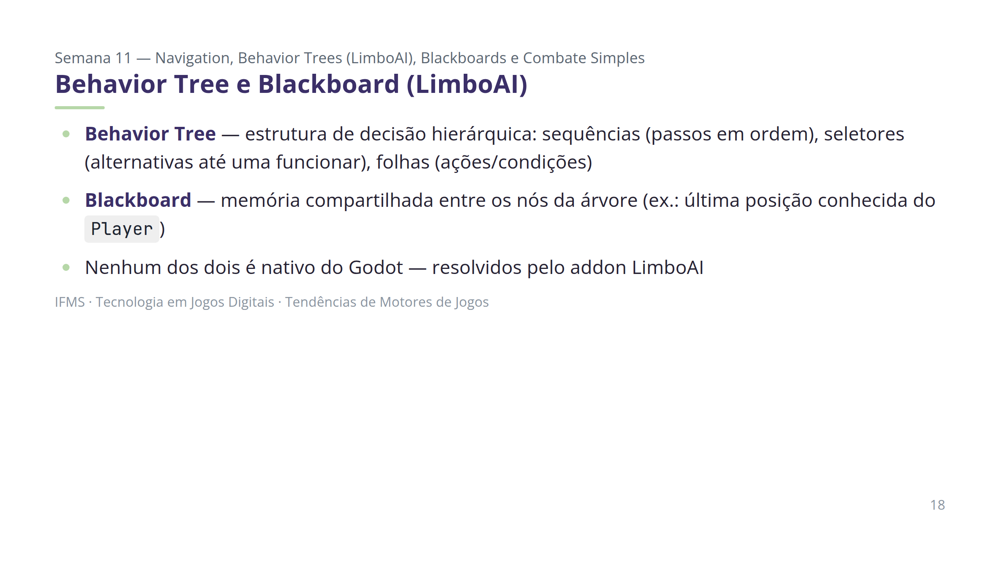 Semana 11 — Navigation, Behavior Trees (LimboAI), Blackboards e Combate Simples
Behavior Tree e Blackboard (LimboAI)
Behavior Tree — estrutura de decisão hierárquica: sequências (passos em ordem), seletores
(alternativas até uma funcionar), folhas (ações/condições)
Blackboard — memória compartilhada entre os nós da árvore (ex.: última posição conhecida do
Player)
Nenhum dos dois é nativo do Godot — resolvidos pelo addon LimboAI
IFMS · Tecnologia em Jogos Digitais · Tendências de Motores de Jogos
18